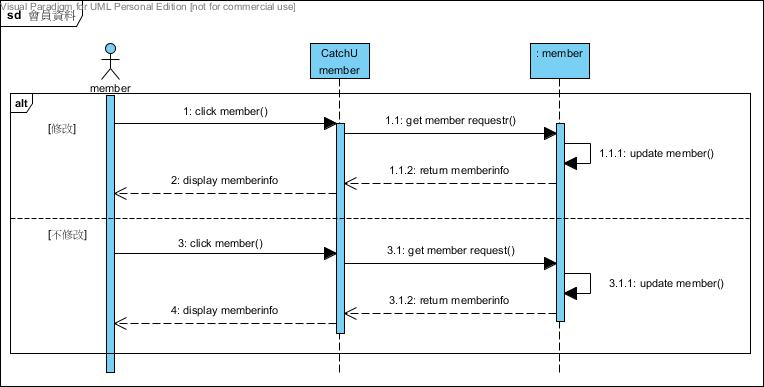 Visual Paradigm for UML Personal Edition [not for commercial use]
sd 會員資料
member
CatchU
member
: member
alt
[修改]
1: click member()
1.1: get member requestr()
1.1.1: update member()
1.1.2: return memberinfo
2: display memberinfo
[不修改]
3: click member()
3.1: get member request()
3.1.1: update member()
3.1.2: return memberinfo
4: display memberinfo